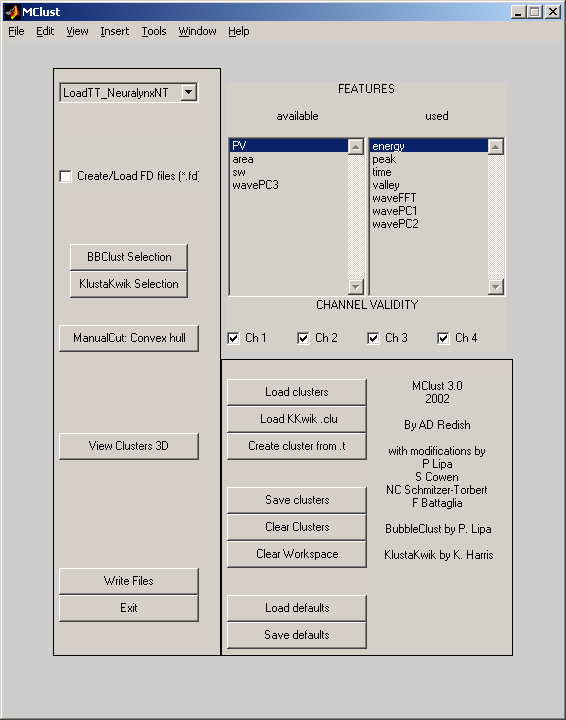 MClust
File Edit View Insert Tools Window Help
LoadTT_NeuralynxNT
Create/Load FD files (*.fd)
BBClust Selection
KlustaKwik Selection
ManualCut: Convex hull
View Clusters 3D
Write Files
Exit
FEATURES
available used
PV
area
sw
wavePC3
energy
peak
time
valley
waveFFT
wavePC1
wavePC2
CHANNEL VALIDITY
Ch 1 Ch 2 Ch 3 Ch 4
Load clusters
Load KKwik .clu
Create cluster from .t
Save clusters
Clear Clusters
Clear Workspace
Load defaults
Save defaults
MClust 3.0
2002
By AD Redish
with modifications by
P Lipa
S Cowen
NC Schmitzer-Torbert
F Battaglia
BubbleClust by P. Lipa
KlustaKwik by K. Harris